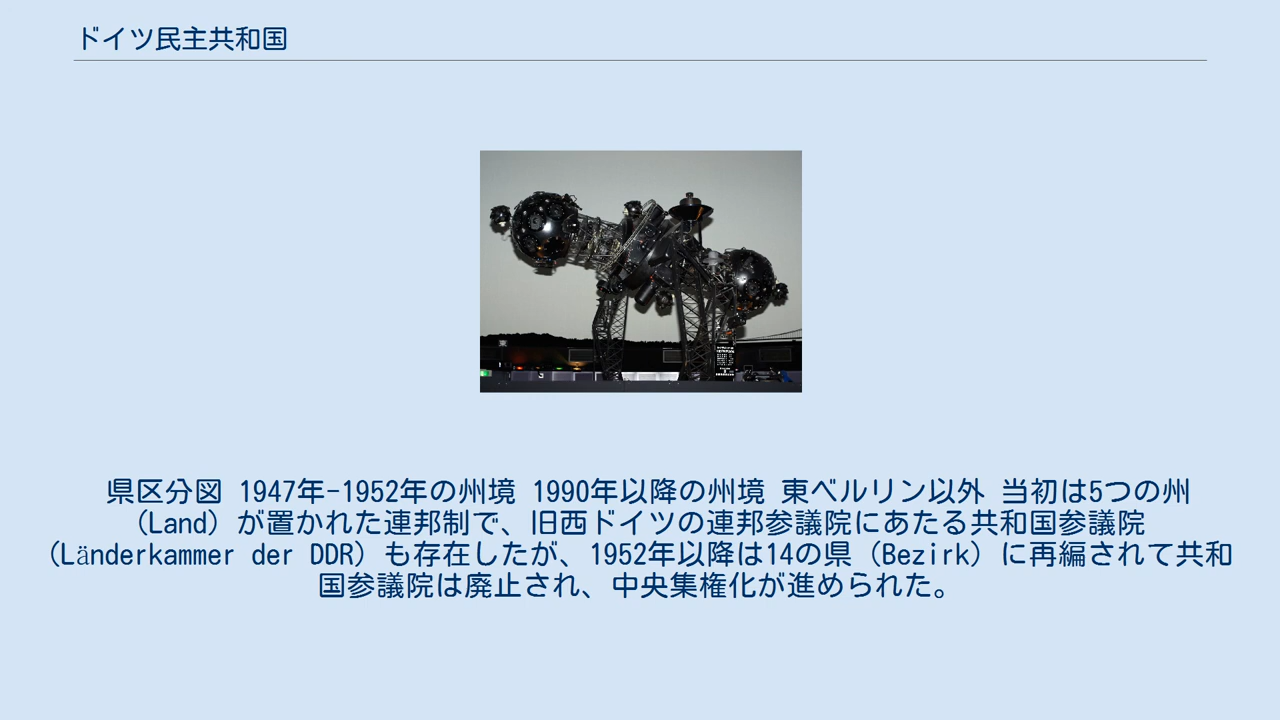 ドイツ民主共和国
県区分図 1947年-1952年の州境 1990年以降の州境 東ベルリン以外 当初は5つの州
（Land）が置かれた連邦制で、旧西ドイツの連邦参議院にあたる共和国参議院
（Länderkammer der DDR）も存在したが、1952年以降は14の県（Bezirk）に再編されて共和
国参議院は廃止され、中央集権化が進められた。